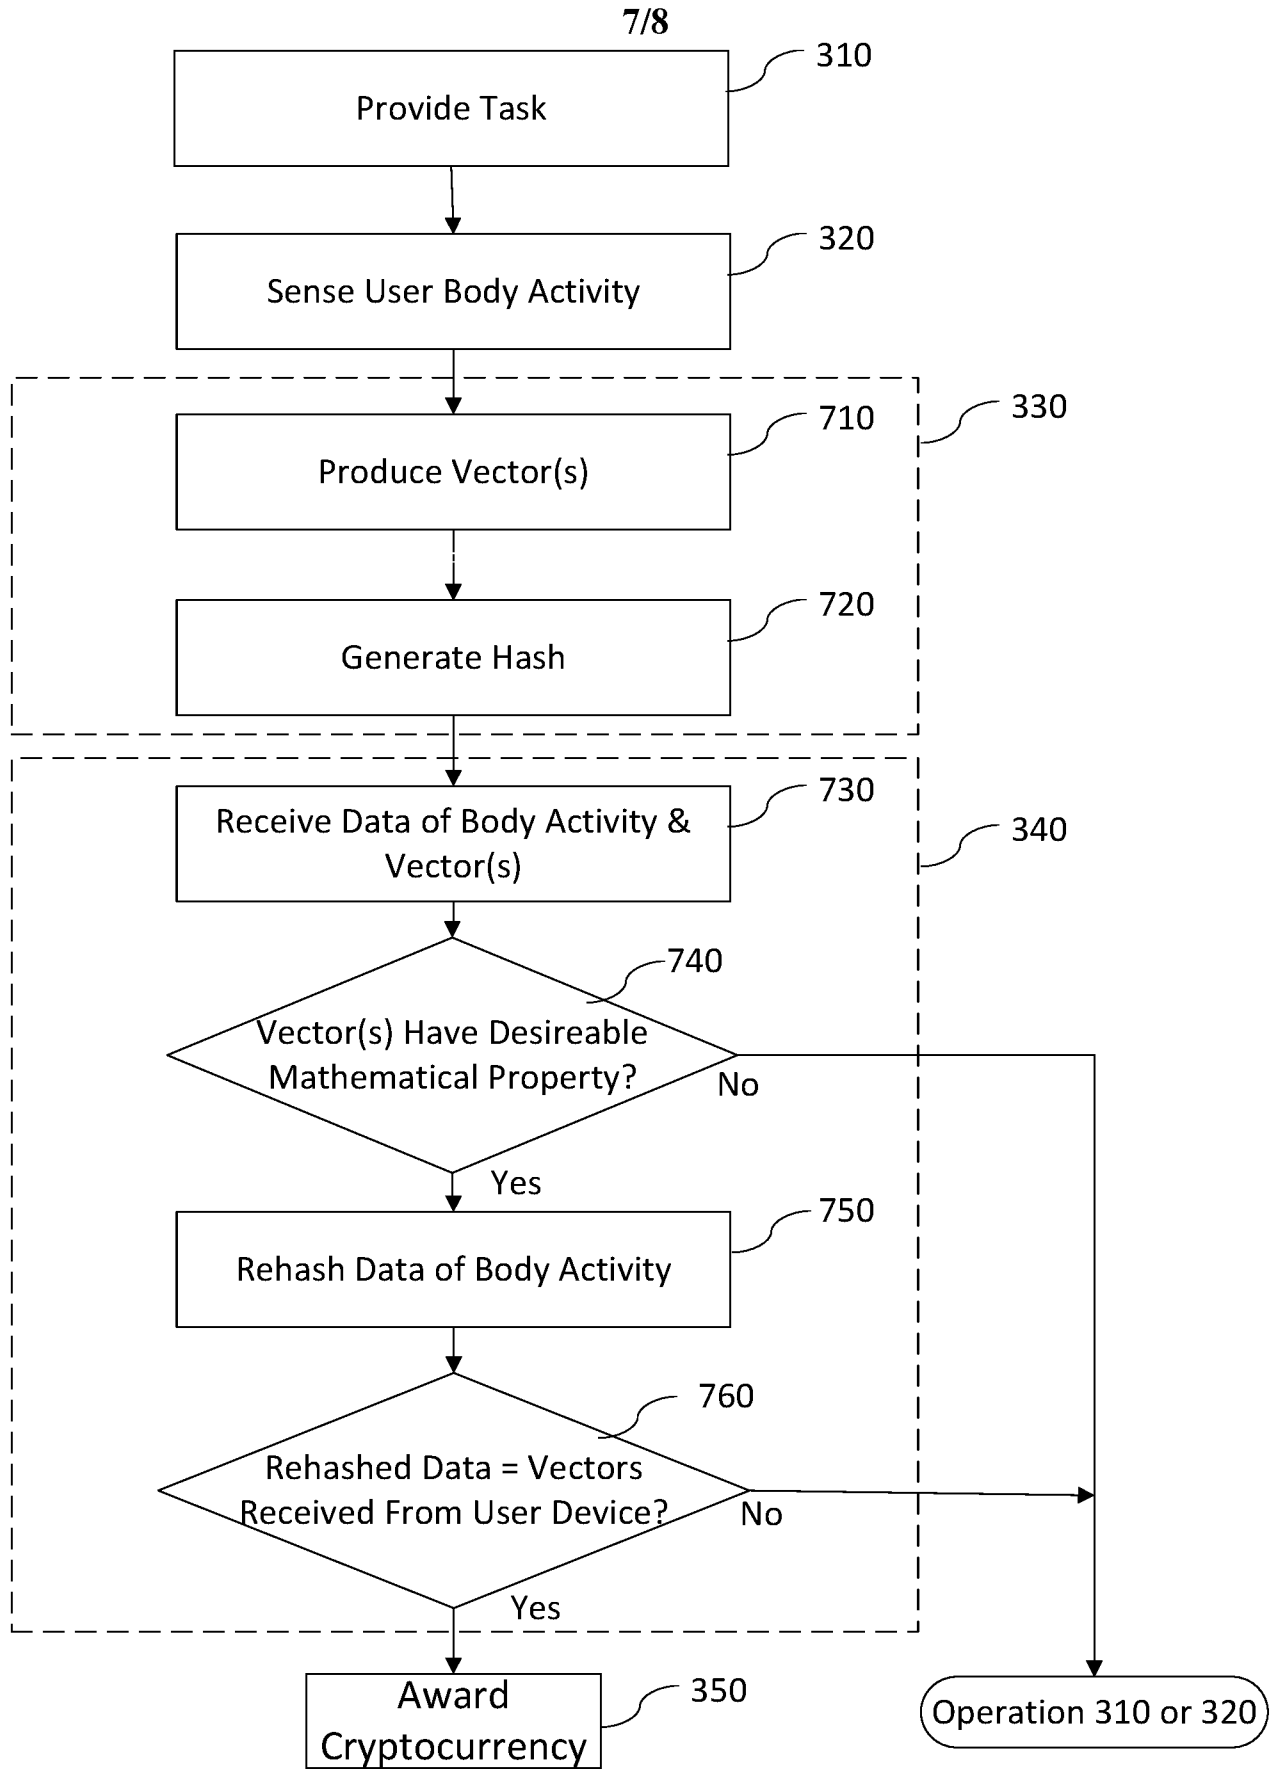 7/8
310
Provide Task
320
Sense User Body Activity
330
710
Produce Vector(s)
720
Generate Hash
730
Receive Data of Body Activity &
Vector(s)
340
740
Vector(s) Have Desireable
Mathematical Property?
No
Yes
750
Rehash Data of Body Activity
760
Rehashed Data = Vectors
Received From User Device?
No
Yes
350
Award
Cryptocurrency
Operation 310 or 320